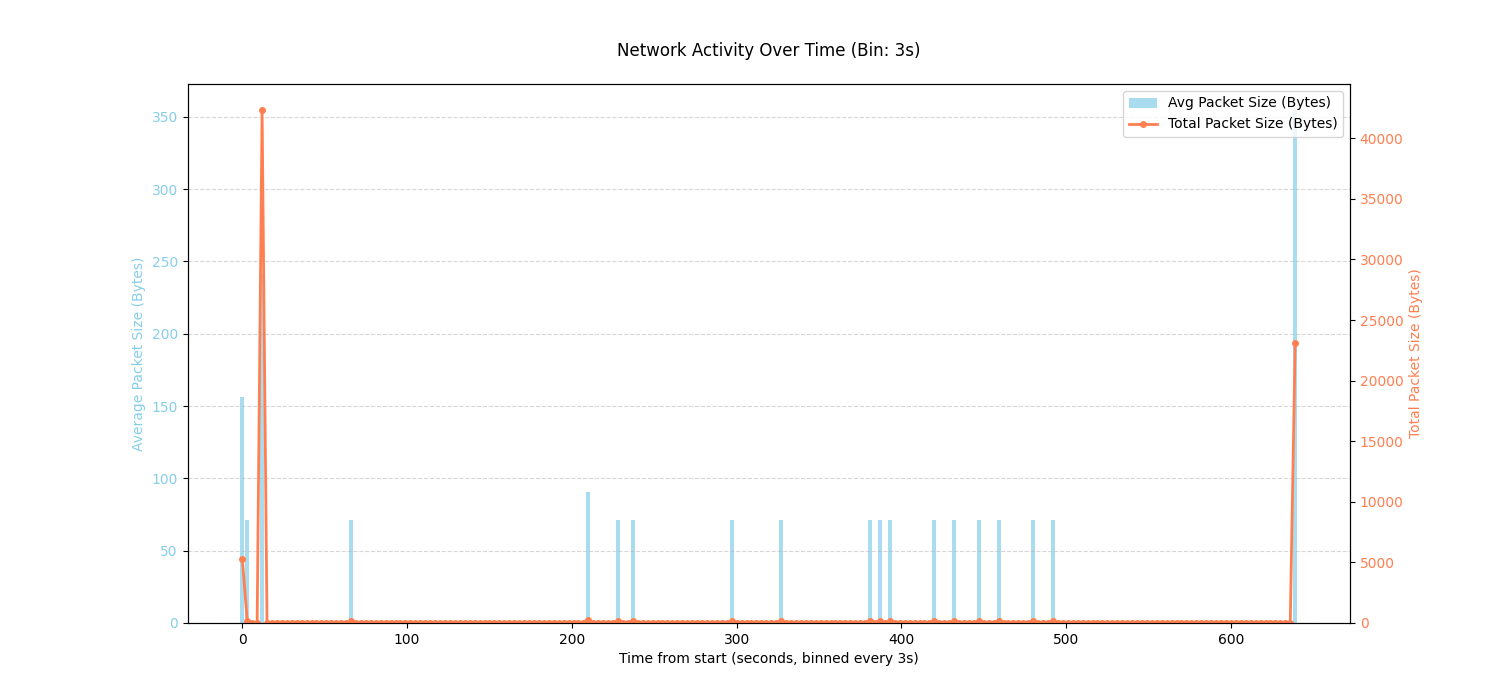 Network Activity Over Time (Bin: 3s)
Avg Packet Size (Bytes)
Total Packet Size (Bytes)
Average Packet Size (Bytes)
350
300
250
200
150
100
50
0
40000
35000
30000
25000
20000
15000
10000
5000
0
Total Packet Size (Bytes)
0 100 200 300 400 500 600
Time from start (seconds, binned every 3s)